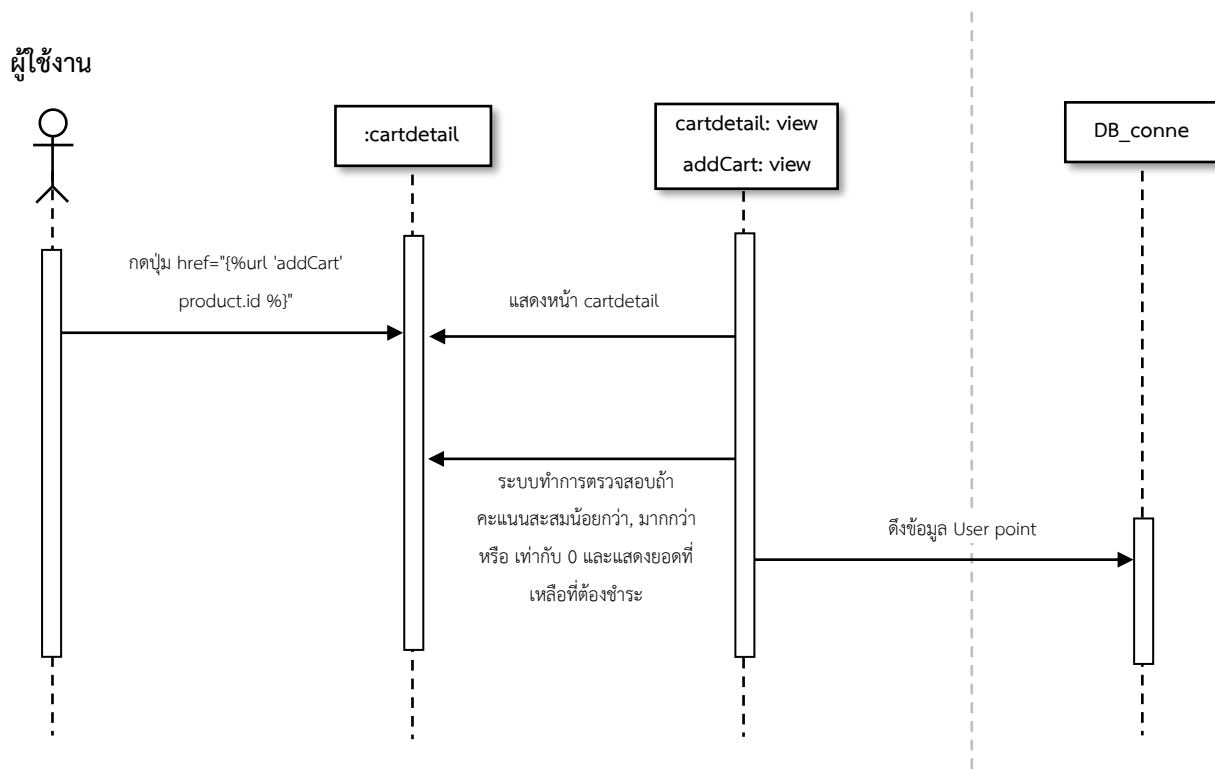 ผู้ใช้งาน
:cartdetail
cartdetail: view
addCart: view
DB_conne
กดปุ่ม href="{%url 'addCart'
product.id %}"
แสดงหน้า cartdetail
ระบบทำการตรวจสอบถ้า
คะแนนสะสมน้อยกว่า, มากกว่า
หรือ เท่ากับ 0 และแสดงยอดที่
เหลือที่ต้องชำระ
ดึงข้อมูล User point